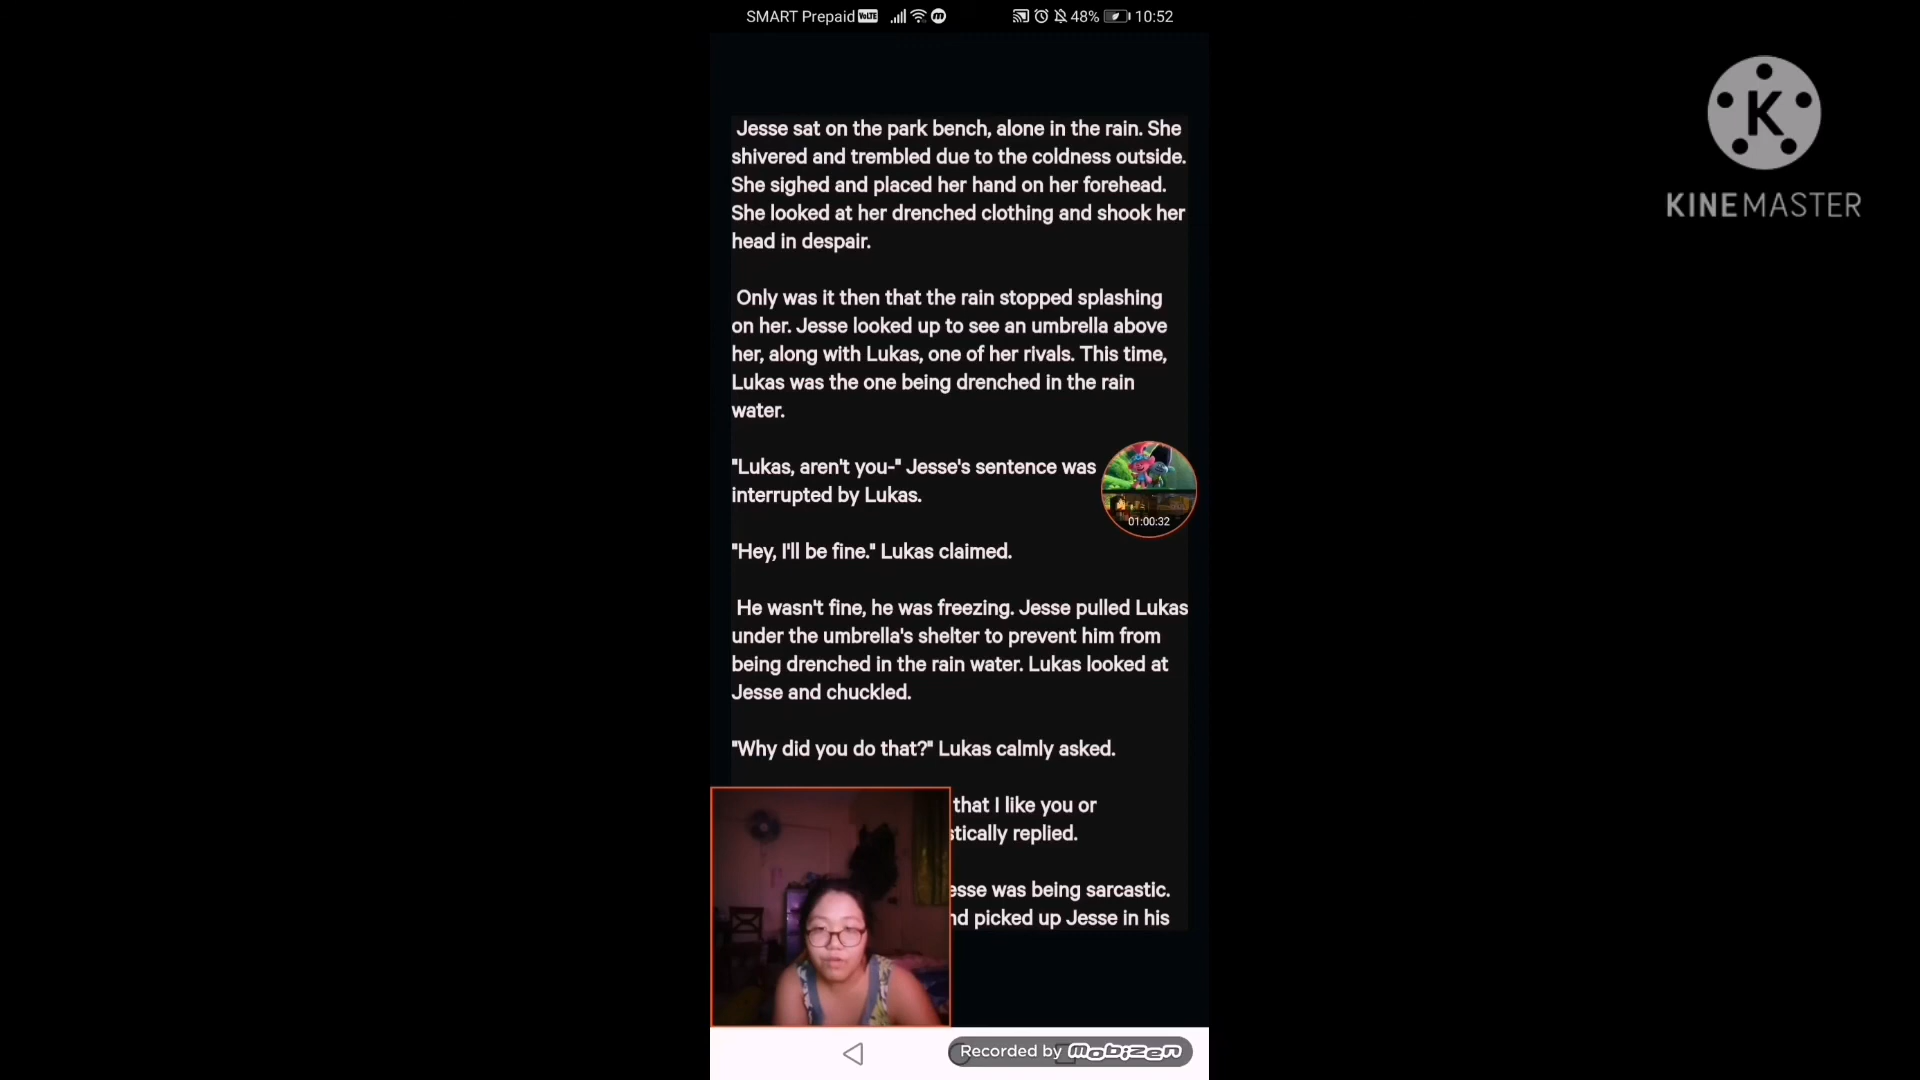 SMART Prepaid VoLTE 48% 10:52
Jesse sat on the park bench, alone in the rain. She
shivered and trembled due to the coldness outside.
She sighed and placed her hand on her forehead.
She looked at her drenched clothing and shook her
head in despair.
Only was it then that the rain stopped splashing
on her. Jesse looked up to see an umbrella above
her, along with Lukas, one of her rivals. This time,
Lukas was the one being drenched in the rain
water.
"Lukas, aren't you-" Jesse's sentence was
interrupted by Lukas.
01:00:32
"Hey, I'll be fine." Lukas claimed.
He wasn't fine, he was freezing. Jesse pulled Lukas
under the umbrella's shelter to prevent him from
being drenched in the rain water. Lukas looked at
Jesse and chuckled.
"Why did you do that?" Lukas calmly asked.
that I like you or
stically replied.
esse was being sarcastic.
nd picked up Jesse in his
Recorded by mobizen
K
KINEMASTER